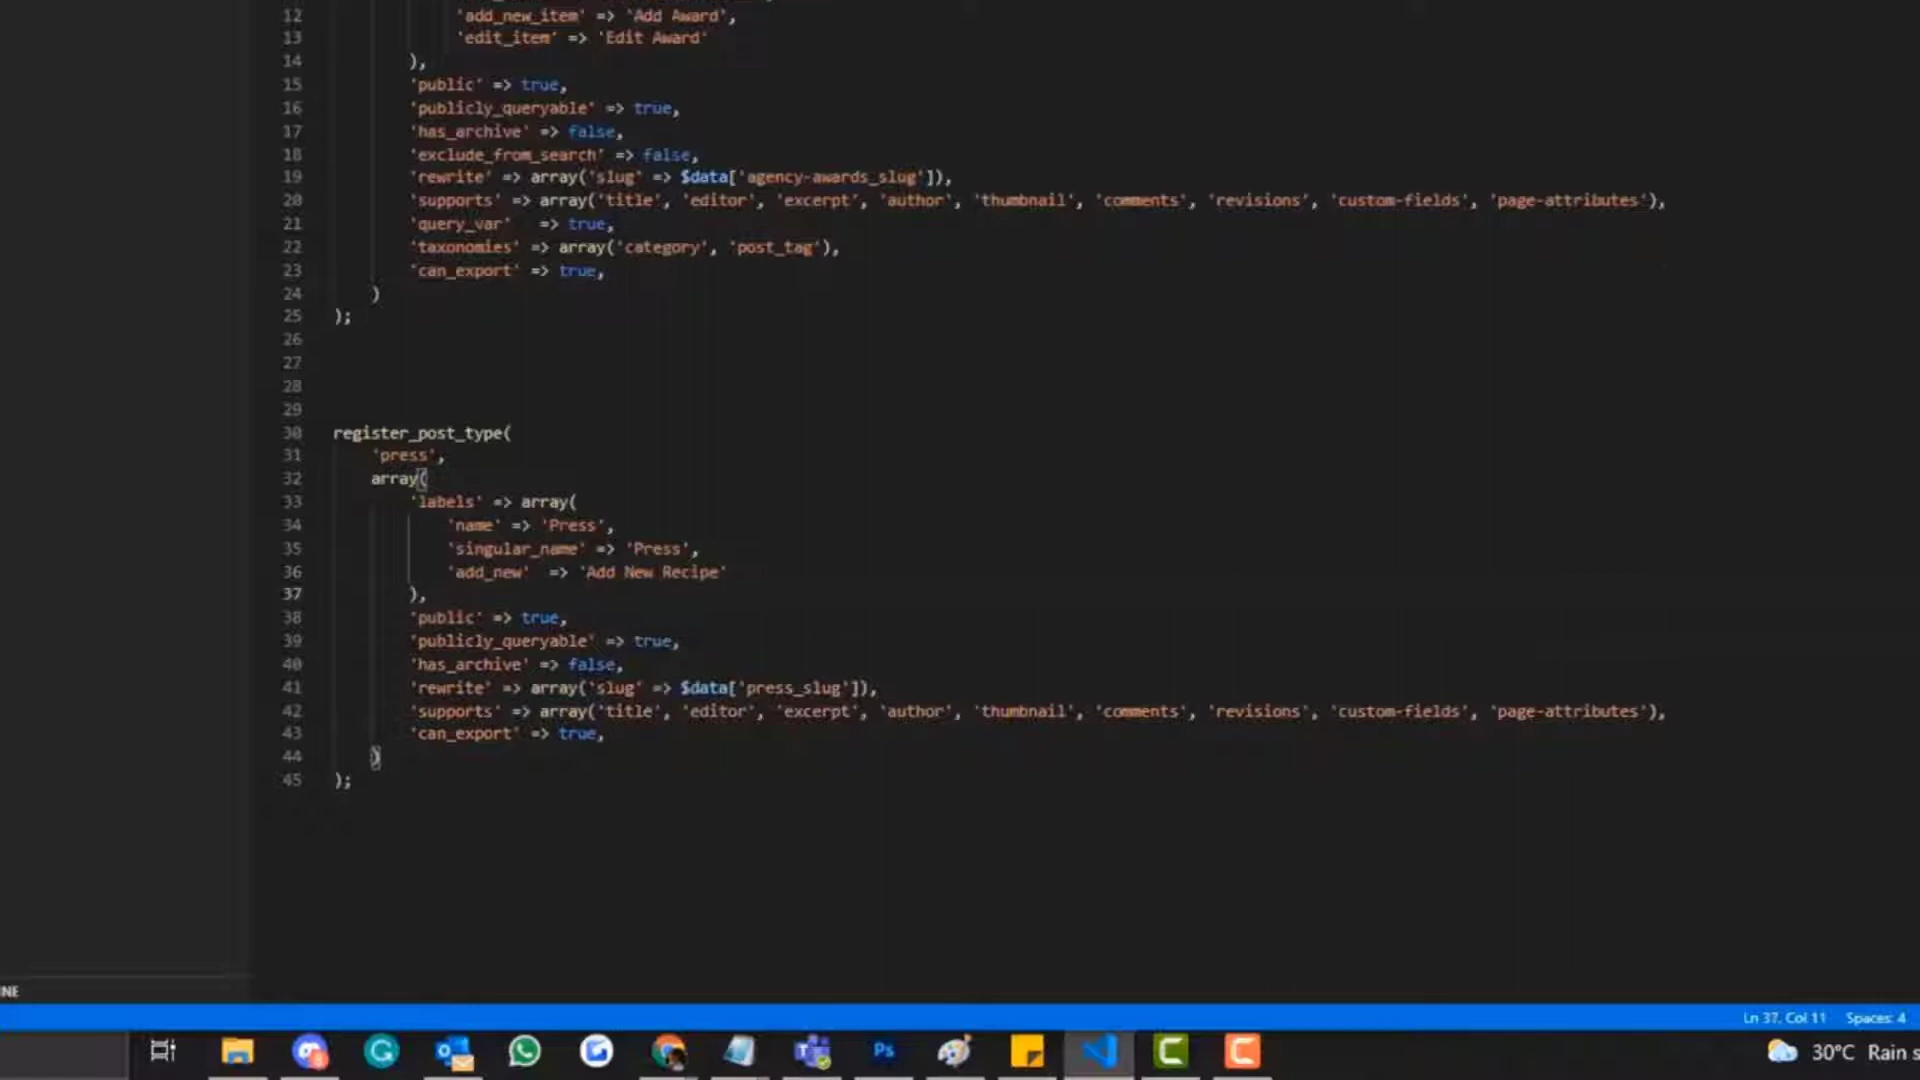 12 'add_new_item' => 'Add Award',
13 'edit_item' => 'Edit Award'
14 ),
15 'public' => true,
16 'publicly_queryable' => true,
17 'has_archive' => false,
18 'exclude_from_search' => false,
19 'rewrite' => array('slug' => $data['agency-awards_slug']),
20 'supports' => array('title', 'editor', 'excerpt', 'author', 'thumbnail', 'comments', 'revisions', 'custom-fields', 'page-attributes'),
21 'query_var'   => true,
22 'taxonomies' => array('category', 'post_tag'),
23 'can_export' => true,
24 )
25 );
26
27
28
29
30 register_post_type(
31 'press',
32 array(
33 'labels' => array(
34 'name' => 'Press',
35 'singular_name' => 'Press',
36 'add_new'  => 'Add New Recipe'
37 ),
38 'public' => true,
39 'publicly_queryable' => true,
40 'has_archive' => false,
41 'rewrite' => array('slug' => $data['press_slug']),
42 'supports' => array('title', 'editor', 'excerpt', 'author', 'thumbnail', 'comments', 'revisions', 'custom-fields', 'page-attributes'),
43 'can_export' => true,
44 )
45 );
INE
Ln 37, Col 11 Spaces: 4
Ps
30°C Rain s